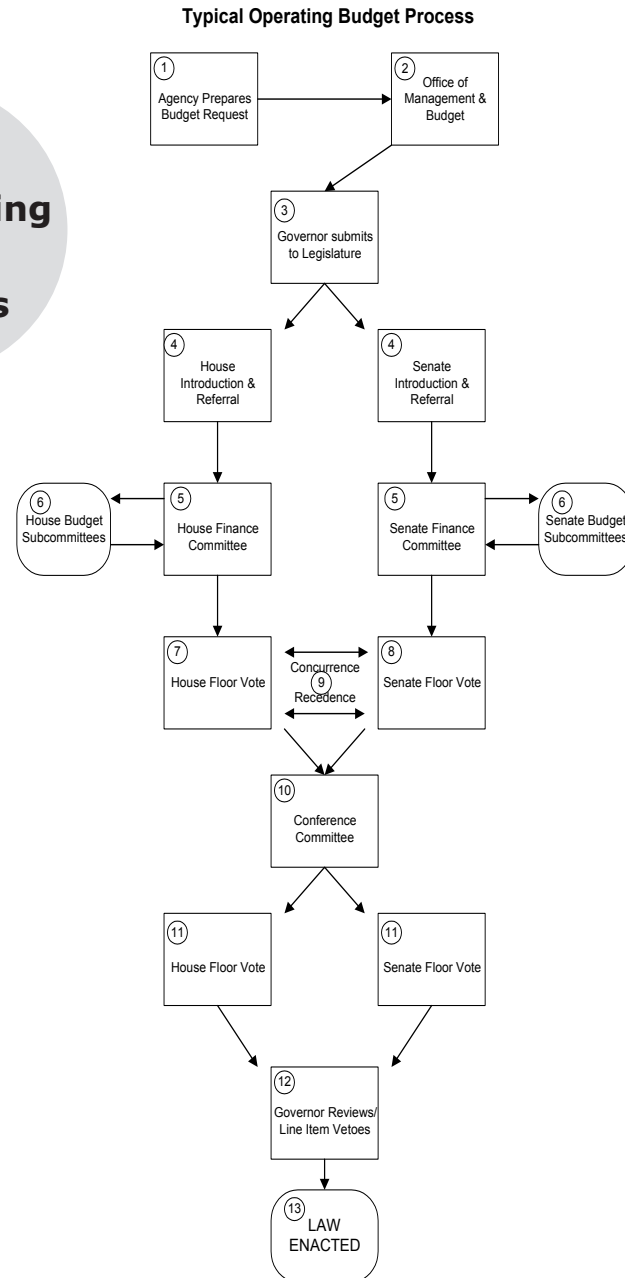 Typical Operating Budget Process
1
Agency Prepares
Budget Request
2
Office of
Management &
Budget
3
Governor submits
to Legislature
4
House
Introduction &
Referral
4
Senate
Introduction &
Referral
6
House Budget
Subcommittees
5
House Finance
Committee
5
Senate Finance
Committee
6
Senate Budget
Subcommittees
7
House Floor Vote
Concurrence
9
Recedence
8
Senate Floor Vote
10
Conference
Committee
11
House Floor Vote
11
Senate Floor Vote
12
Governor Reviews/
Line Item Vetoes
13
LAW
ENACTED